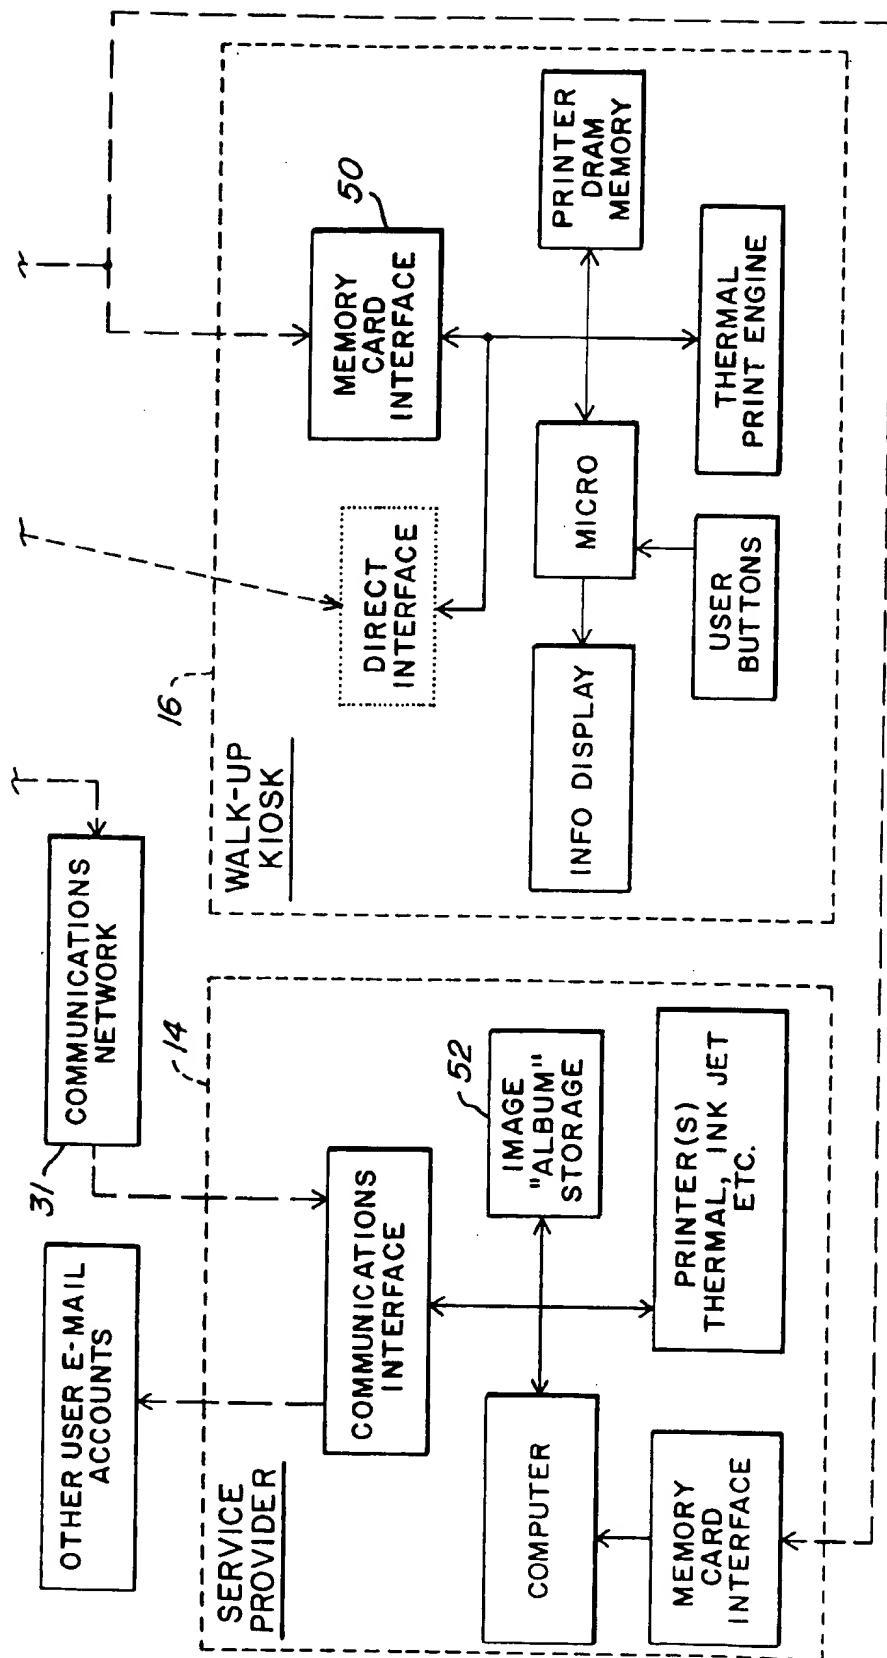 OTHER USER E-MAIL
ACCOUNTS
31
COMMUNICATIONS
NETWORK
14
SERVICE
PROVIDER
COMMUNICATIONS
INTERFACE
52
IMAGE
"ALBUM"
STORAGE
COMPUTER
PRINTER(S)
THERMAL, INK JET
ETC.
MEMORY
CARD
INTERFACE
16
WALK-UP
KIOSK
DIRECT
INTERFACE
50
MEMORY
CARD
INTERFACE
INFO DISPLAY
MICRO
PRINTER
DRAM
MEMORY
USER
BUTTONS
THERMAL
PRINT ENGINE